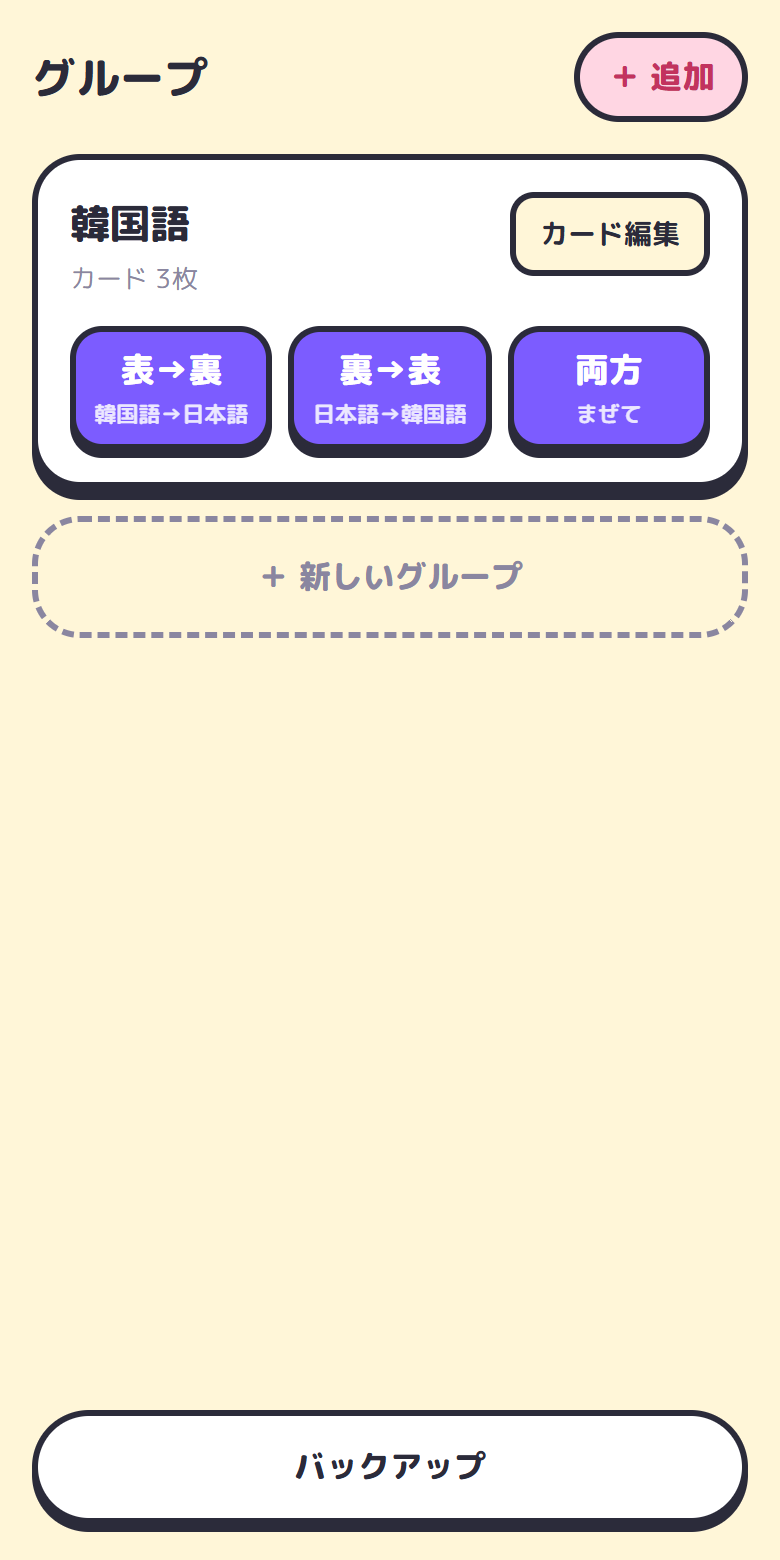 グループ
+ 追加
韓国語
カード編集
カード 3枚
表→裏
韓国語→日本語
裏→表
日本語→韓国語
両方
まぜて
+ 新しいグループ
バックアップ